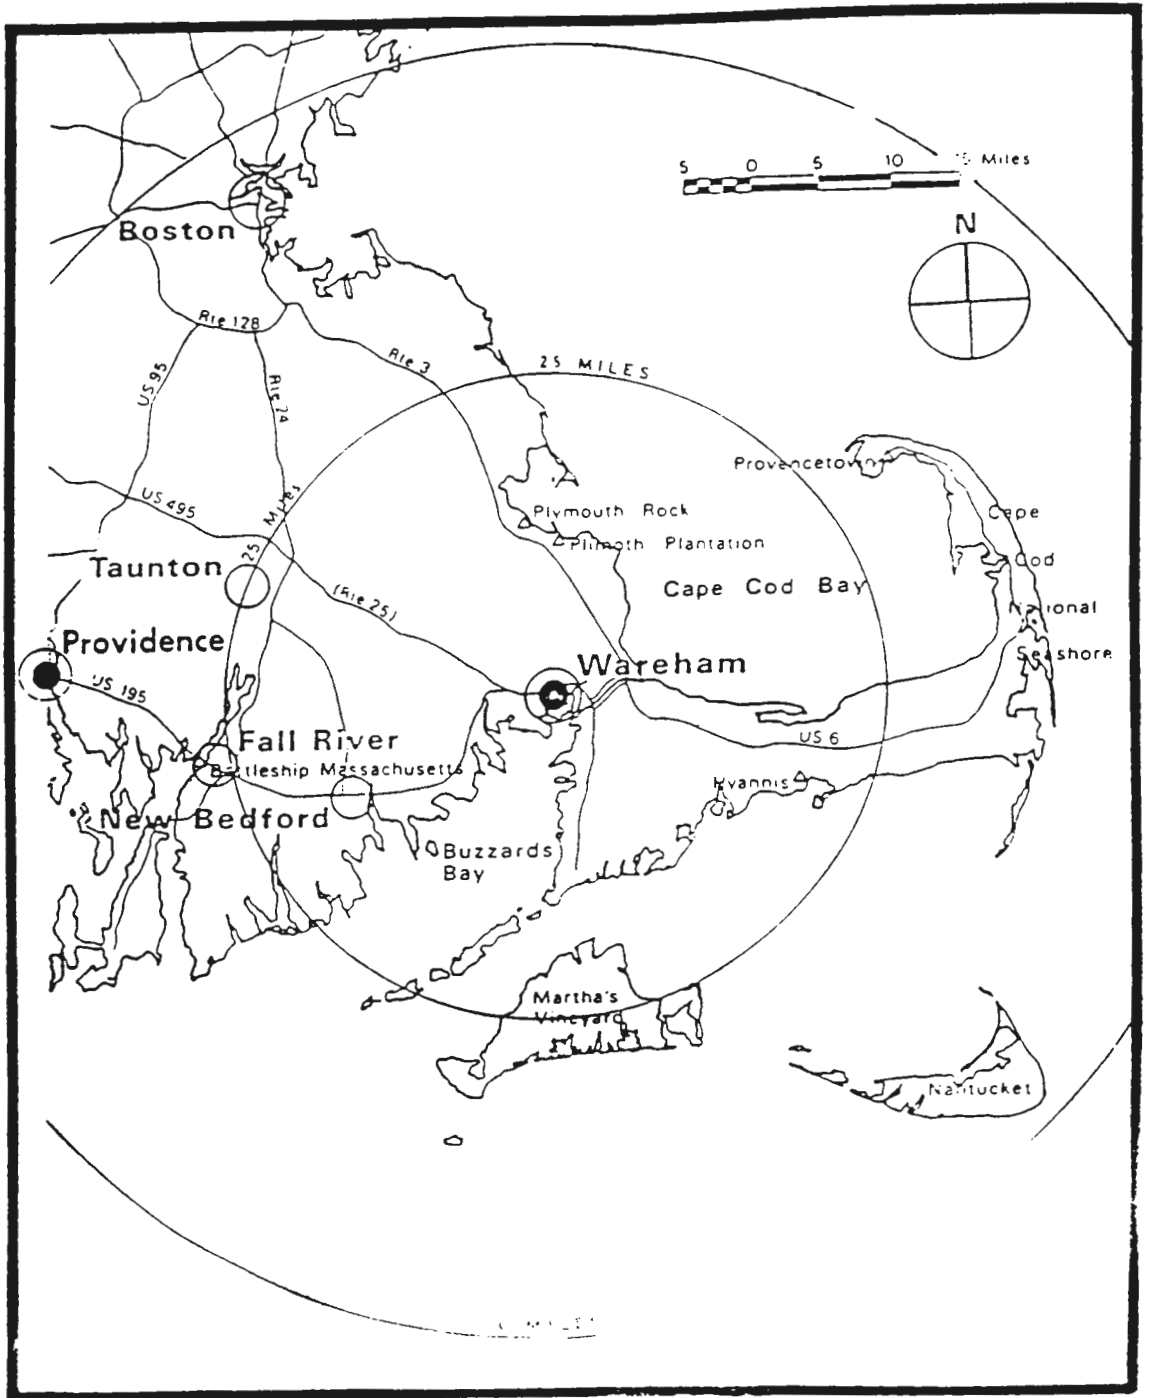 5 0 5 10 15 Miles
N
Boston
Rte 128
US 95
Rte 24
Rte 3
25 MILES
Provencetown
US 495
25 Miles
Plymouth Rock
Plimoth Plantation
Cape
Cod
National
Seashore
Taunton
(Rte 25)
Cape Cod Bay
Providence
US 195
Wareham
Fall River
Battleship Massachusetts
US 6
Hyannis
New Bedford
Buzzards
Bay
Martha's
Vineyard
Nantucket
MILES